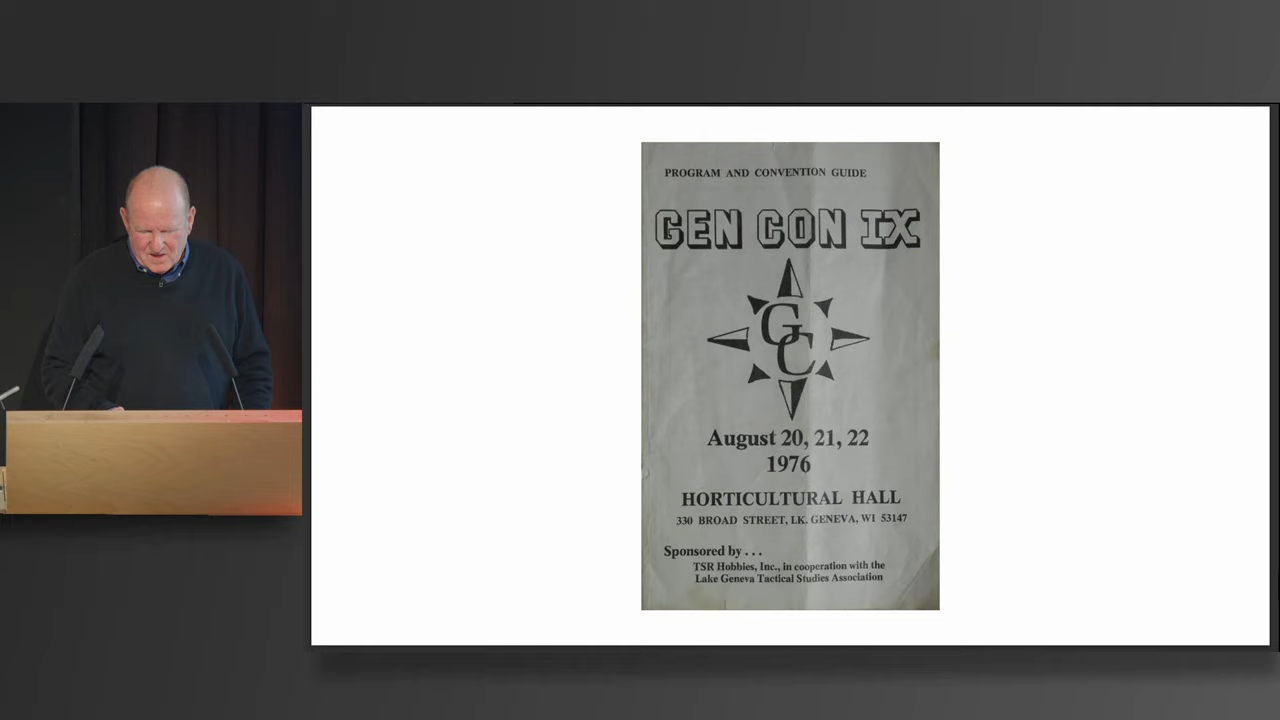 PROGRAM AND CONVENTION GUIDE
GEN CON IX
GC
August 20, 21, 22
1976
HORTICULTURAL HALL
330 BROAD STREET, LK. GENEVA, WI 53147
Sponsored by . . .
TSR Hobbies, Inc., in cooperation with the
Lake Geneva Tactical Studies Association